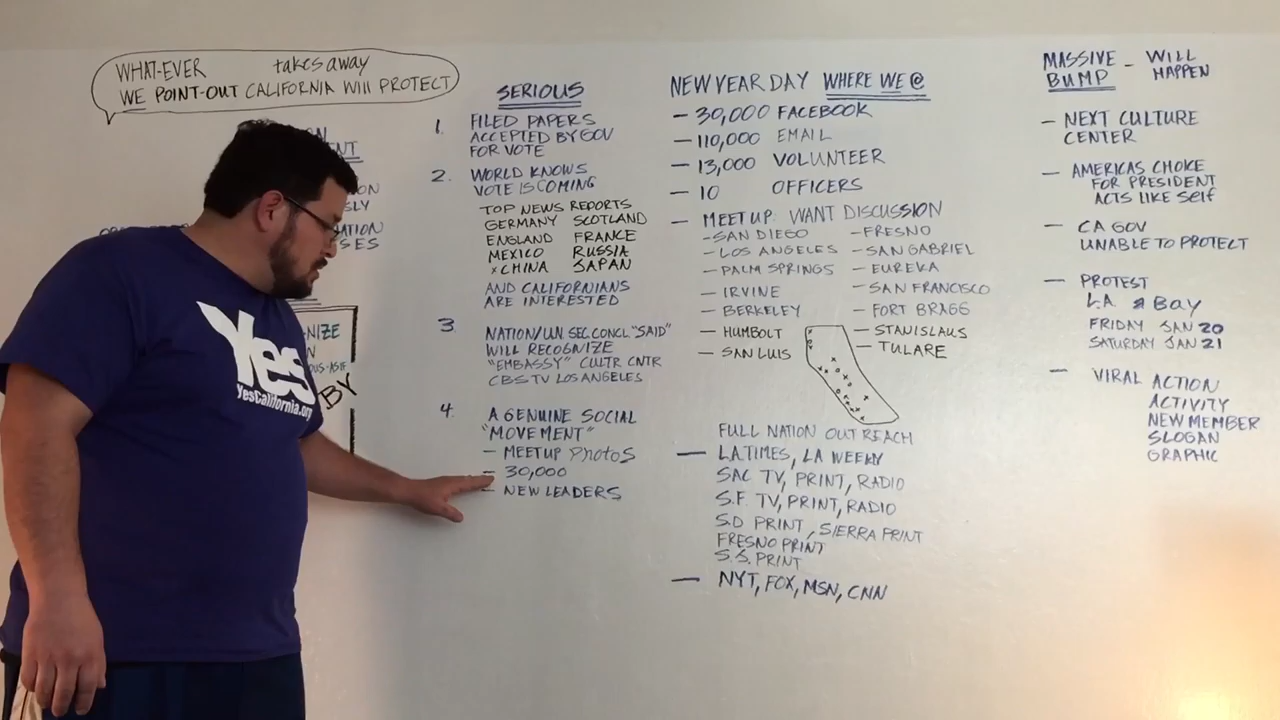 WHAT-EVER takes away
WE POINT-OUT CALIFORNIA Will PROTECT
SERIOUS
1. FILED PAPERS
ACCEPTED BY GOV
FOR VOTE
2. WORLD KNOWS
VOTE IS COMING
TOP NEWS REPORTS
GERMANY SCOTLAND
ENGLAND FRANCE
MEXICO RUSSIA
xCHINA JAPAN
AND CALIFORNIANS
ARE INTERESTED
3. NATION/UN SEC.CONCL "SAID"
WILL RECOGNIZE
"EMBASSY" CULTR CNTR
CBS TV LOS ANGELES
4. A GENUINE SOCIAL
"MOVEMENT"
- MEETUP PhotoS
- 30,000
- NEW LEADERS
NEW YEAR DAY WHERE WE @
- 30,000 FACEBOOK
- 110,000 EMAIL
- 13,000 VOLUNTEER
- 10 OFFICERS
- MEETUP: WANT DISCUSSION
- SAN DIEGO - FRESNO
- LOS ANGELES - SAN GABRIEL
- PALM SPRINGS - EUREKA
- IRVINE - SAN FRANCISCO
- BERKELEY - FORT BRAGG
- HUMBOLT - STANISLAUS
- SAN LUIS - TULARE
FULL NATION OUTREACH
- LA TIMES, LA WEEKLY
SAC TV, PRINT, RADIO
S.F. TV, PRINT, RADIO
S.D PRINT, SIERRA PRINT
FRESNO PRINT
S.S. PRINT
- NYT, FOX, MSN, CNN
MASSIVE - WILL
BUMP HAPPEN
- NEXT CULTURE
CENTER
- AMERICAS CHOICE
FOR PRESIDENT
ACTS LIKE SELF
- CA GOV
UNABLE TO PROTECT
- PROTEST
L.A. & BAY
FRIDAY JAN 20
SATURDAY JAN 21
- VIRAL ACTION
ACTIVITY
NEW MEMBER
SLOGAN
GRAPHIC
BY
Yes
YesCalifornia.org